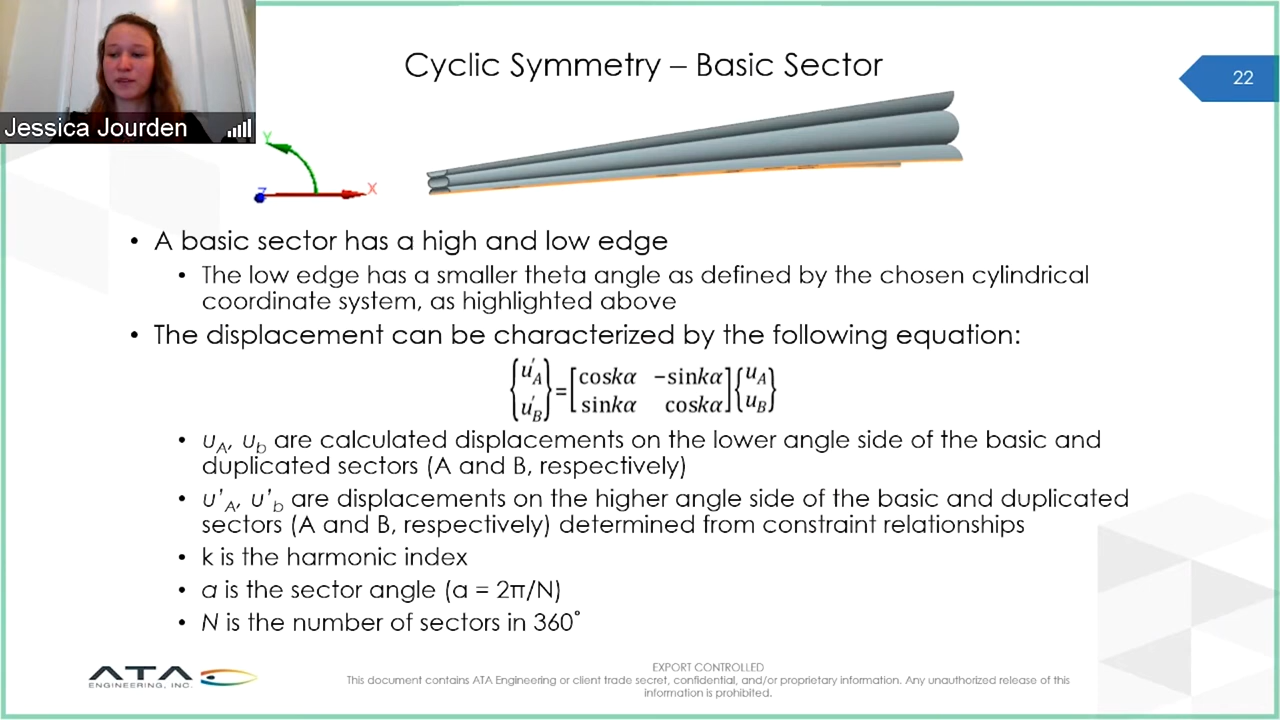 Cyclic Symmetry – Basic Sector
22
Jessica Jourden
Y
Z
X
• A basic sector has a high and low edge
• The low edge has a smaller theta angle as defined by the chosen cylindrical
coordinate system, as highlighted above
• The displacement can be characterized by the following equation:
{u'A u'B} = [coskα −sinkα sinkα coskα] {uA uB}
• uA, ub are calculated displacements on the lower angle side of the basic and
duplicated sectors (A and B, respectively)
• u'A, u'b are displacements on the higher angle side of the basic and duplicated
sectors (A and B, respectively) determined from constraint relationships
• k is the harmonic index
• α is the sector angle (α = 2π/N)
• N is the number of sectors in 360˚
ATA
ENGINEERING, INC.
EXPORT CONTROLLED
This document contains ATA Engineering or client trade secret, confidential, and/or proprietary information. Any unauthorized release of this
information is prohibited.